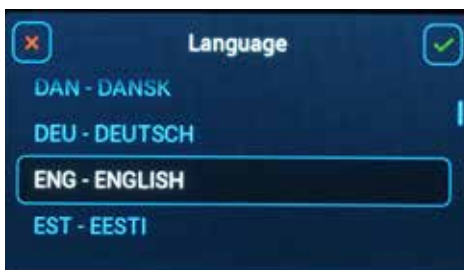 Language
DAN - DANSK
DEU - DEUTSCH
ENG - ENGLISH
EST - EESTI